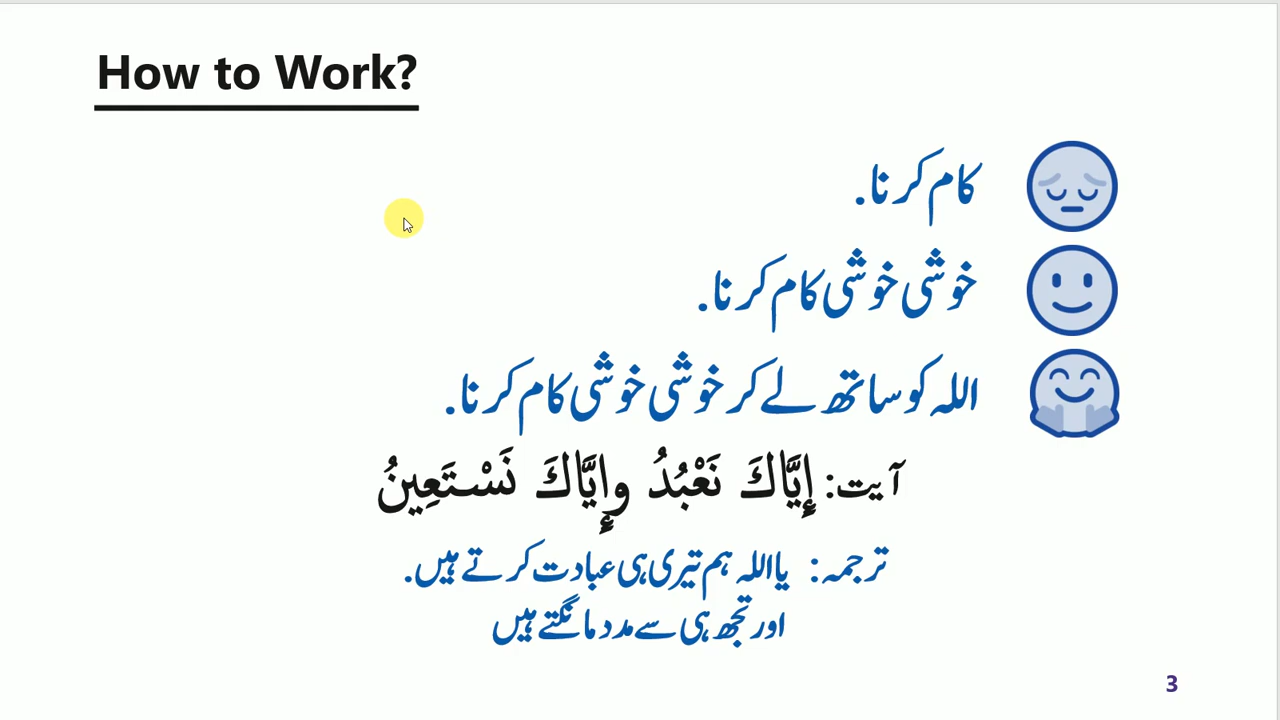 How to Work?
کام کرنا.
خوشی خوشی کام کرنا.
اللہ کو ساتھ لے کر خوشی خوشی کام کرنا.
آیت: إِيَّاكَ نَعْبُدُ وإِيَّاكَ نَسْتَعِينُ
ترجمہ: یا اللہ ہم تیری ہی عبادت کرتے ہیں.
اور تجھ ہی سے مدد مانگتے ہیں
3